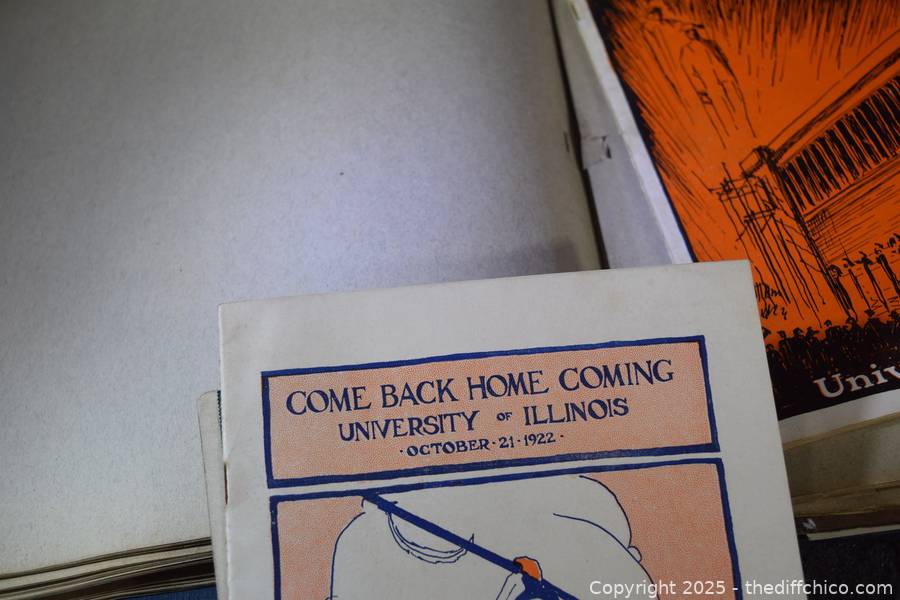 COME BACK HOME COMING
UNIVERSITY OF ILLINOIS
·OCTOBER·21·1922·
Univ
Copyright 2025 - thediffchico.com